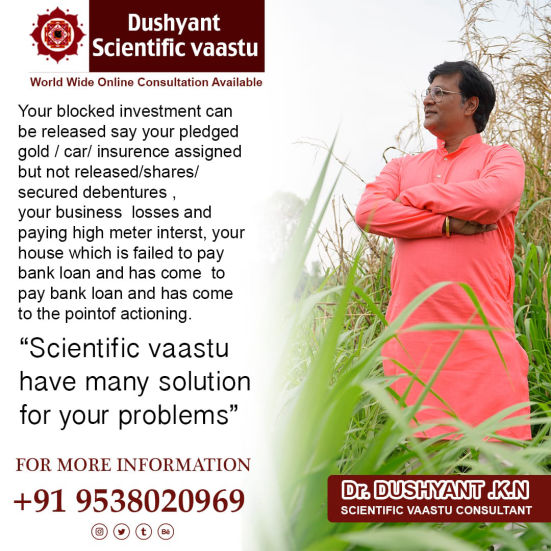 Dushyant
Scientific vaastu
World Wide Online Consultation Available
Your blocked investment can
be released say your pledged
gold / car/ insurence assigned
but not released/shares/
secured debentures ,
your business losses and
paying high meter interst, your
house which is failed to pay
bank loan and has come to
pay bank loan and has come
to the pointof actioning.
“Scientific vaastu
have many solution
for your problems”
FOR MORE INFORMATION
+91 9538020969
Dr. DUSHYANT .K.N
SCIENTIFIC VAASTU CONSULTANT